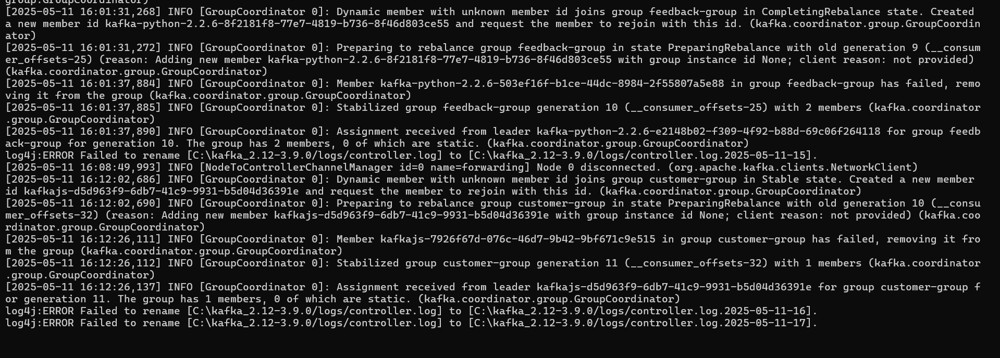 group.GroupCoordinator)
[2025-05-11 16:01:31,268] INFO [GroupCoordinator 0]: Dynamic member with unknown member id joins group feedback-group in CompletingRebalance state. Created
a new member id kafka-python-2.2.6-8f2181f8-77e7-4819-b736-8f46d803ce55 and request the member to rejoin with this id. (kafka.coordinator.group.GroupCoordin
ator)
[2025-05-11 16:01:31,272] INFO [GroupCoordinator 0]: Preparing to rebalance group feedback-group in state PreparingRebalance with old generation 9 (__consum
er_offsets-25) (reason: Adding new member kafka-python-2.2.6-8f2181f8-77e7-4819-b736-8f46d803ce55 with group instance id None; client reason: not provided)
(kafka.coordinator.group.GroupCoordinator)
[2025-05-11 16:01:37,884] INFO [GroupCoordinator 0]: Member kafka-python-2.2.6-503ef16f-b1ce-44dc-8984-2f55807a5e88 in group feedback-group has failed, remo
ving it from the group (kafka.coordinator.group.GroupCoordinator)
[2025-05-11 16:01:37,885] INFO [GroupCoordinator 0]: Stabilized group feedback-group generation 10 (__consumer_offsets-25) with 2 members (kafka.coordinator
.group.GroupCoordinator)
[2025-05-11 16:01:37,890] INFO [GroupCoordinator 0]: Assignment received from leader kafka-python-2.2.6-e2148b02-f309-4f92-b88d-69c06f264118 for group feedb
ack-group for generation 10. The group has 2 members, 0 of which are static. (kafka.coordinator.group.GroupCoordinator)
log4j:ERROR Failed to rename [C:\kafka_2.12-3.9.0/logs/controller.log] to [C:\kafka_2.12-3.9.0/logs/controller.log.2025-05-11-15].
[2025-05-11 16:08:49,993] INFO [NodeToControllerChannelManager id=0 name=forwarding] Node 0 disconnected. (org.apache.kafka.clients.NetworkClient)
[2025-05-11 16:12:02,686] INFO [GroupCoordinator 0]: Dynamic member with unknown member id joins group customer-group in Stable state. Created a new member
id kafkajs-d5d963f9-6db7-41c9-9931-b5d04d36391e and request the member to rejoin with this id. (kafka.coordinator.group.GroupCoordinator)
[2025-05-11 16:12:02,690] INFO [GroupCoordinator 0]: Preparing to rebalance group customer-group in state PreparingRebalance with old generation 10 (__consu
mer_offsets-32) (reason: Adding new member kafkajs-d5d963f9-6db7-41c9-9931-b5d04d36391e with group instance id None; client reason: not provided) (kafka.coo
rdinator.group.GroupCoordinator)
[2025-05-11 16:12:26,111] INFO [GroupCoordinator 0]: Member kafkajs-7926f67d-076c-46d7-9b42-9bf671c9e515 in group customer-group has failed, removing it fro
m the group (kafka.coordinator.group.GroupCoordinator)
[2025-05-11 16:12:26,112] INFO [GroupCoordinator 0]: Stabilized group customer-group generation 11 (__consumer_offsets-32) with 1 members (kafka.coordinator
.group.GroupCoordinator)
[2025-05-11 16:12:26,137] INFO [GroupCoordinator 0]: Assignment received from leader kafkajs-d5d963f9-6db7-41c9-9931-b5d04d36391e for group customer-group f
or generation 11. The group has 1 members, 0 of which are static. (kafka.coordinator.group.GroupCoordinator)
log4j:ERROR Failed to rename [C:\kafka_2.12-3.9.0/logs/controller.log] to [C:\kafka_2.12-3.9.0/logs/controller.log.2025-05-11-16].
log4j:ERROR Failed to rename [C:\kafka_2.12-3.9.0/logs/controller.log] to [C:\kafka_2.12-3.9.0/logs/controller.log.2025-05-11-17].